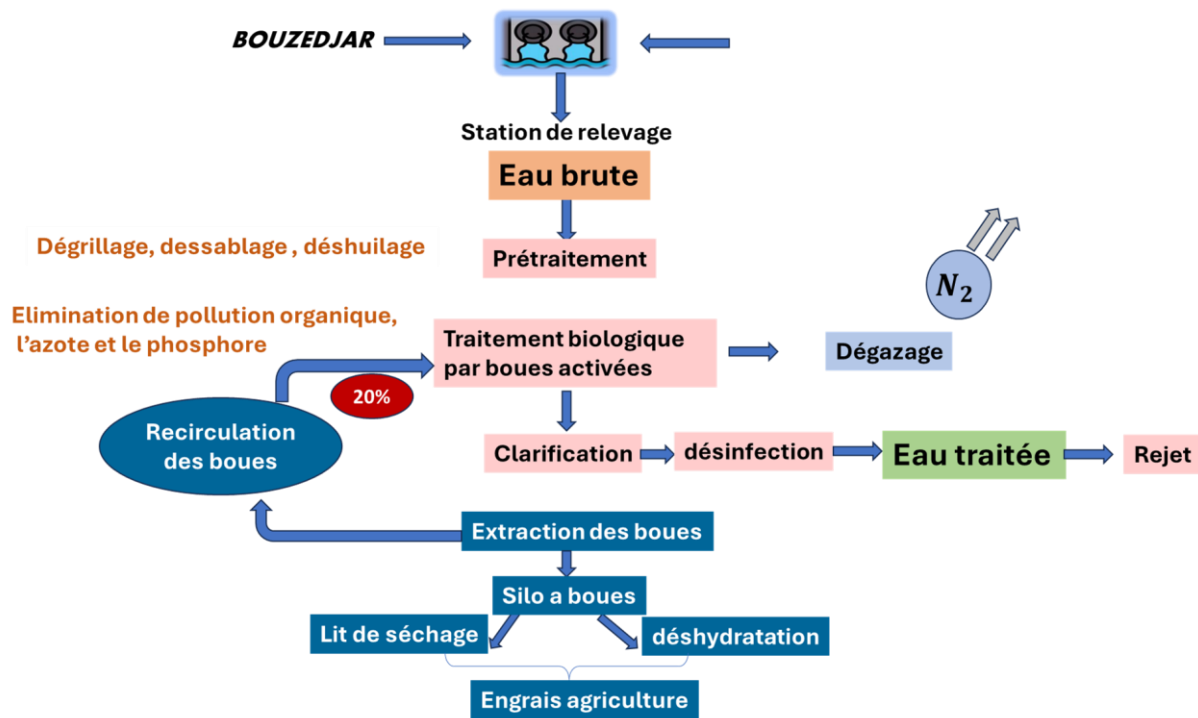 BOUZEDJAR
Station de relevage
Eau brute
Dégrillage, dessablage , déshuilage
Prétraitement
N₂
Elimination de pollution organique,
l'azote et le phosphore
Traitement biologique
par boues activées
Dégazage
20%
Recirculation
des boues
Clarification
désinfection
Eau traitée
Rejet
Extraction des boues
Silo a boues
Lit de séchage
déshydratation
Engrais agriculture